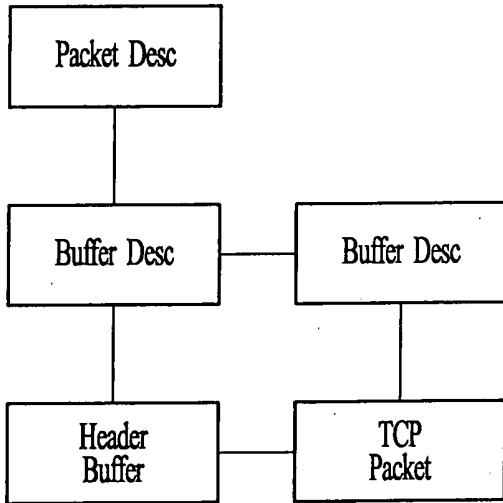 Packet Desc
Buffer Desc
Buffer Desc
Header
Buffer
TCP
Packet